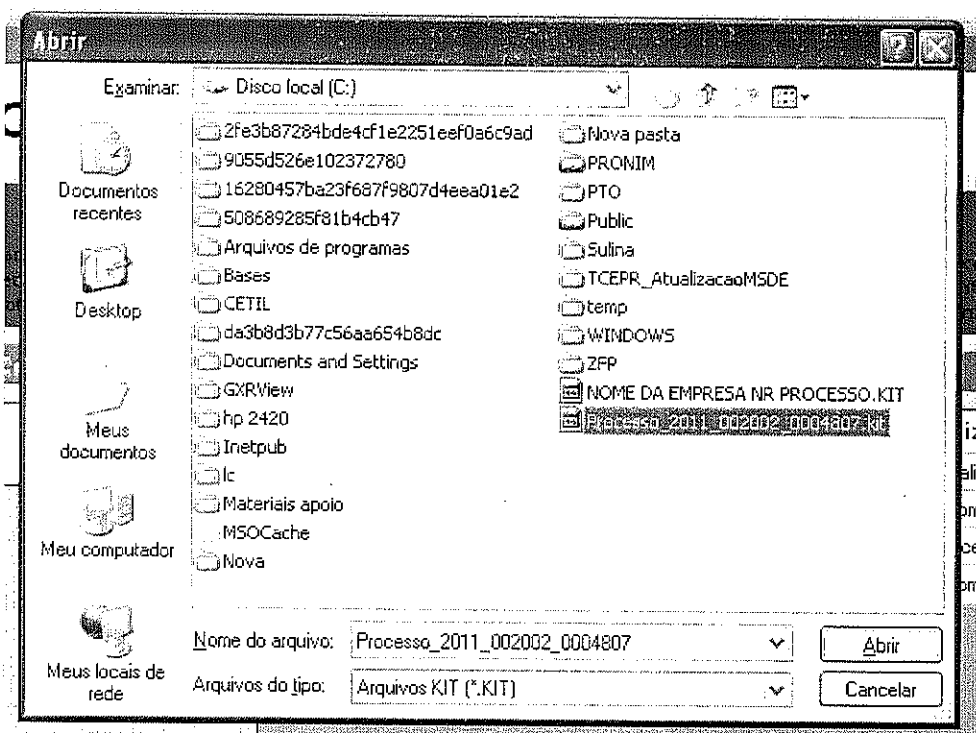 Abrir
Examinar:
Disco local (C:)
Documentos
recentes
Desktop
Meus
documentos
Meu computador
Meus locais de
rede
2fe3b87284bde4cf1e2251eef0a6c9ad
9055d526e102372780
16280457ba23f687f9807d4eea01e2
508689285f81b4cb47
Arquivos de programas
Bases
CETIL
da3b8d3b77c56aa654b8dc
Documents and Settings
GXRView
hp 2420
Inetpub
lc
Materiais apoio
MSOCache
Nova
Nova pasta
PRONIM
PTO
Public
Sulina
TCEPR_AtualizacaoMSDE
temp
WINDOWS
ZFP
NOME DA EMPRESA NR PROCESSO.KIT
Processo_2011_002002_0004807.kit
Nome do arquivo:
Processo_2011_002002_0004807
Abrir
Arquivos do tipo:
Arquivos KIT (*.KIT)
Cancelar